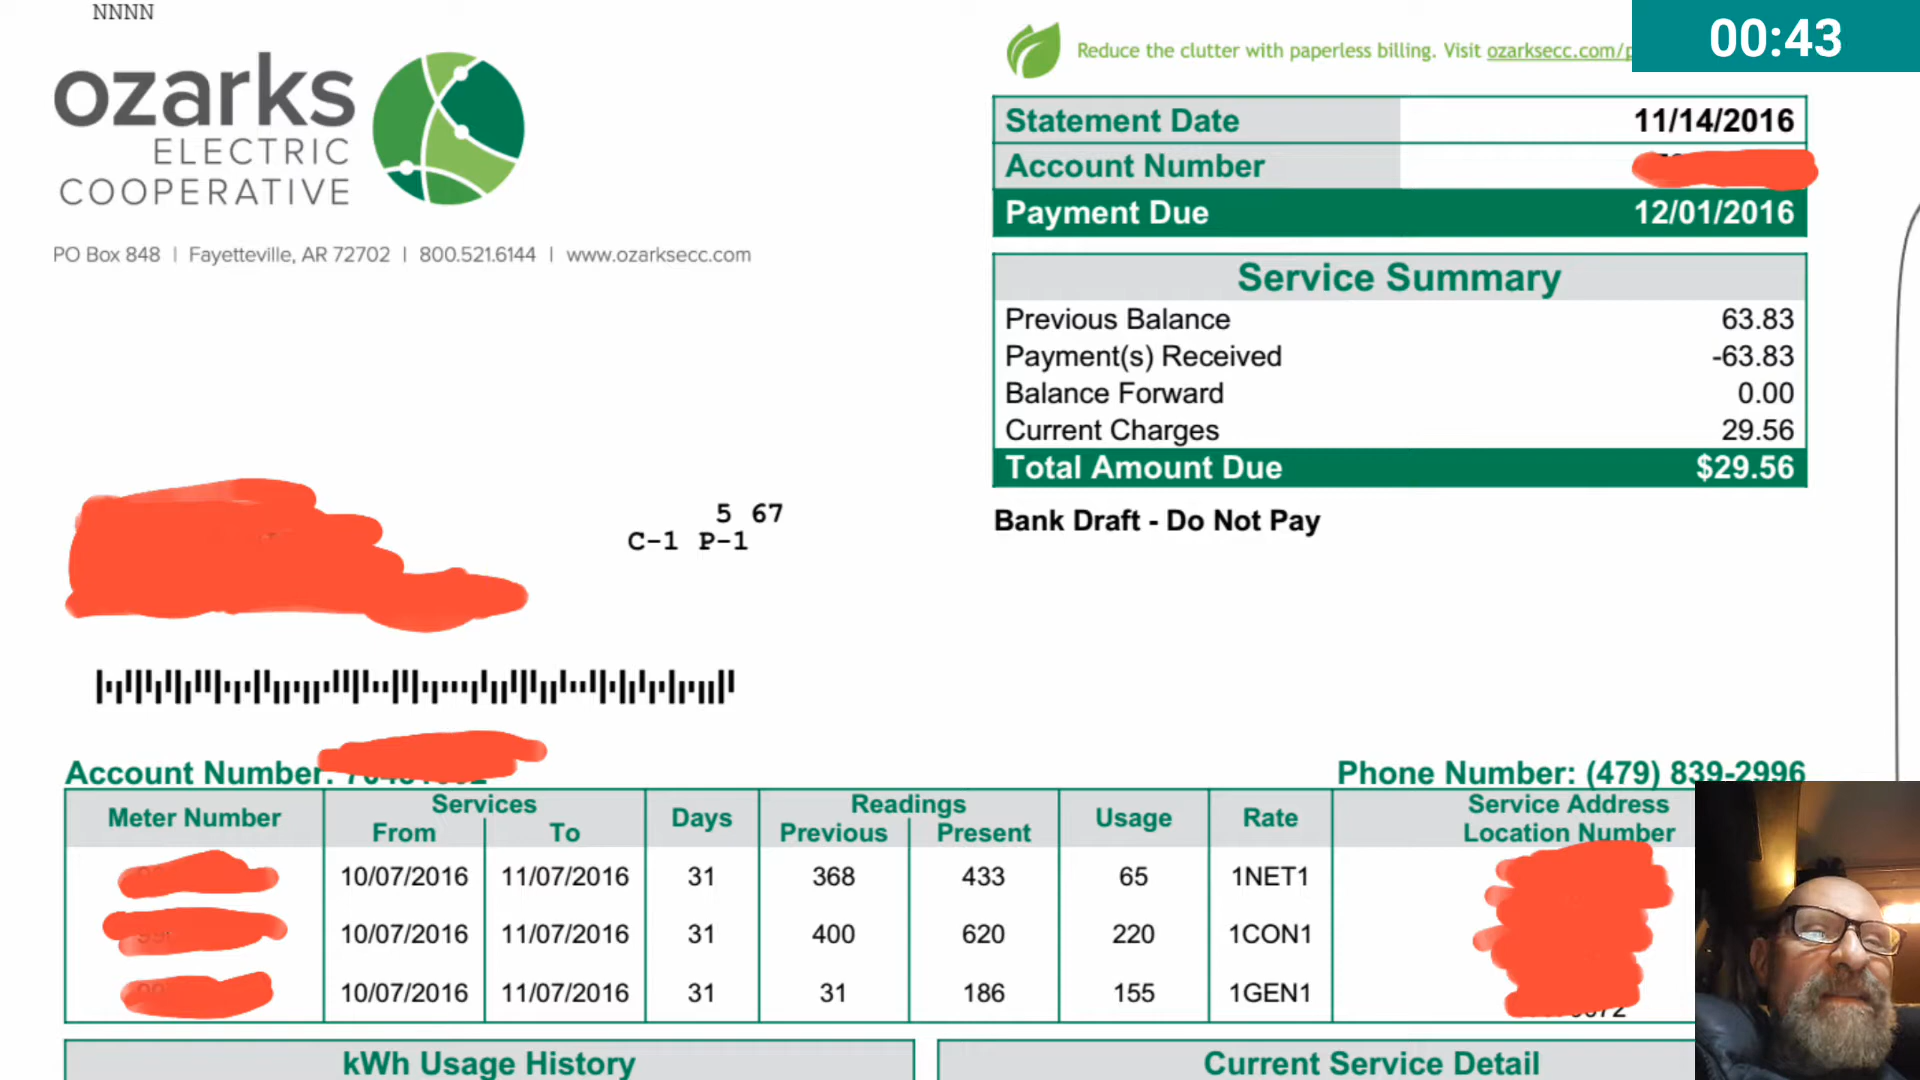 NNNN
ozarks
ELECTRIC
COOPERATIVE
PO Box 848 | Fayetteville, AR 72702 | 800.521.6144 | www.ozarksecc.com
Reduce the clutter with paperless billing. Visit ozarksecc.com/p
00:43
Statement Date 11/14/2016
Account Number
Payment Due 12/01/2016
Service Summary
Previous Balance 63.83
Payment(s) Received -63.83
Balance Forward 0.00
Current Charges 29.56
Total Amount Due $29.56
Bank Draft - Do Not Pay
5 67
C-1 P-1
Account Number:
Phone Number: (479) 839-2996
Meter Number Services From To Days Readings Previous Present Usage Rate Service Address Location Number
10/07/2016 11/07/2016 31 368 433 65 1NET1
10/07/2016 11/07/2016 31 400 620 220 1CON1
10/07/2016 11/07/2016 31 31 186 155 1GEN1
kWh Usage History
Current Service Detail